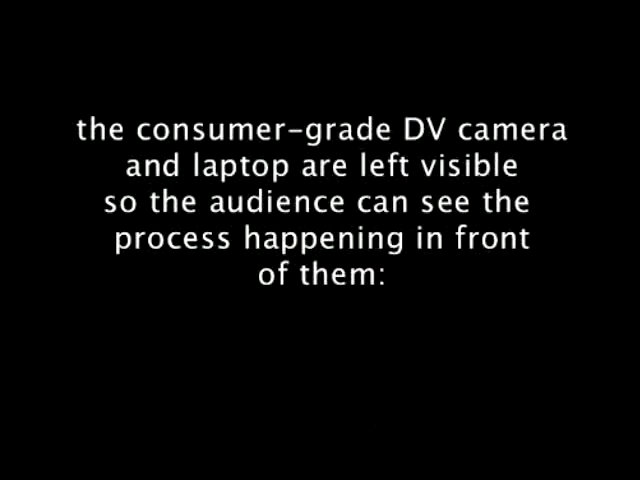 the consumer-grade DV camera
and laptop are left visible
so the audience can see the
process happening in front
of them: